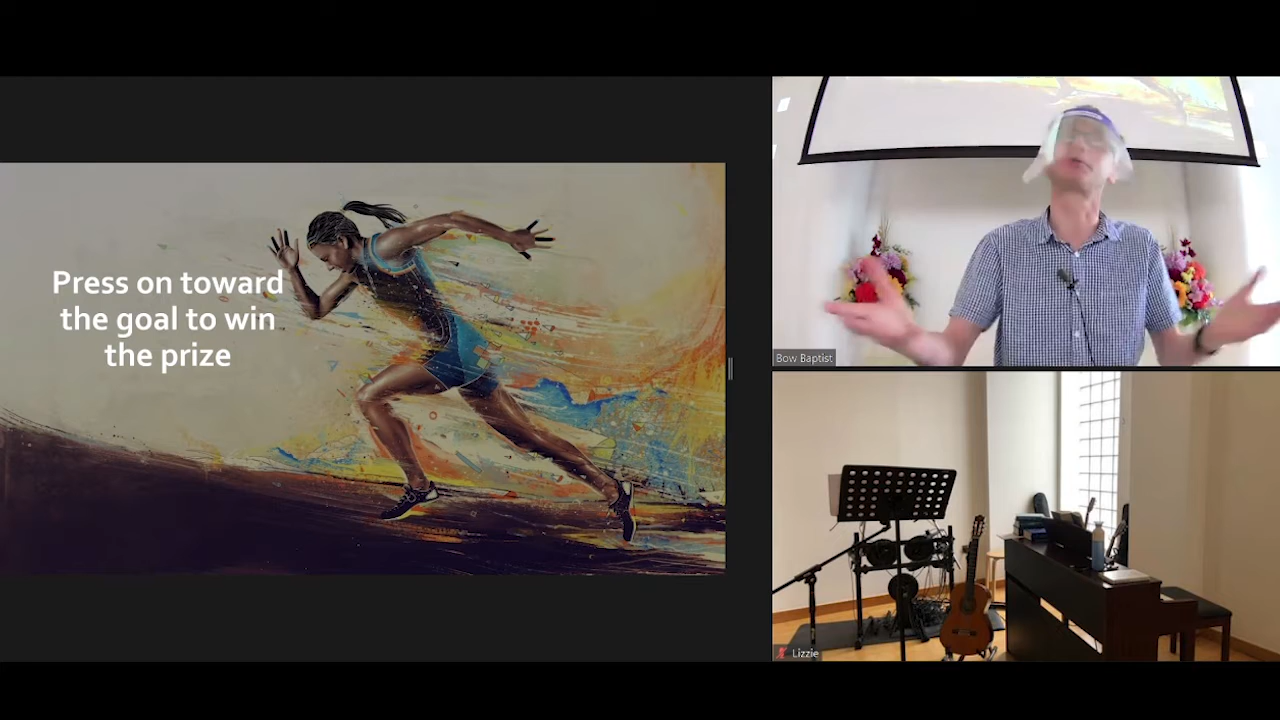 Press on toward
the goal to win
the prize
Bow Baptist
Lizzie